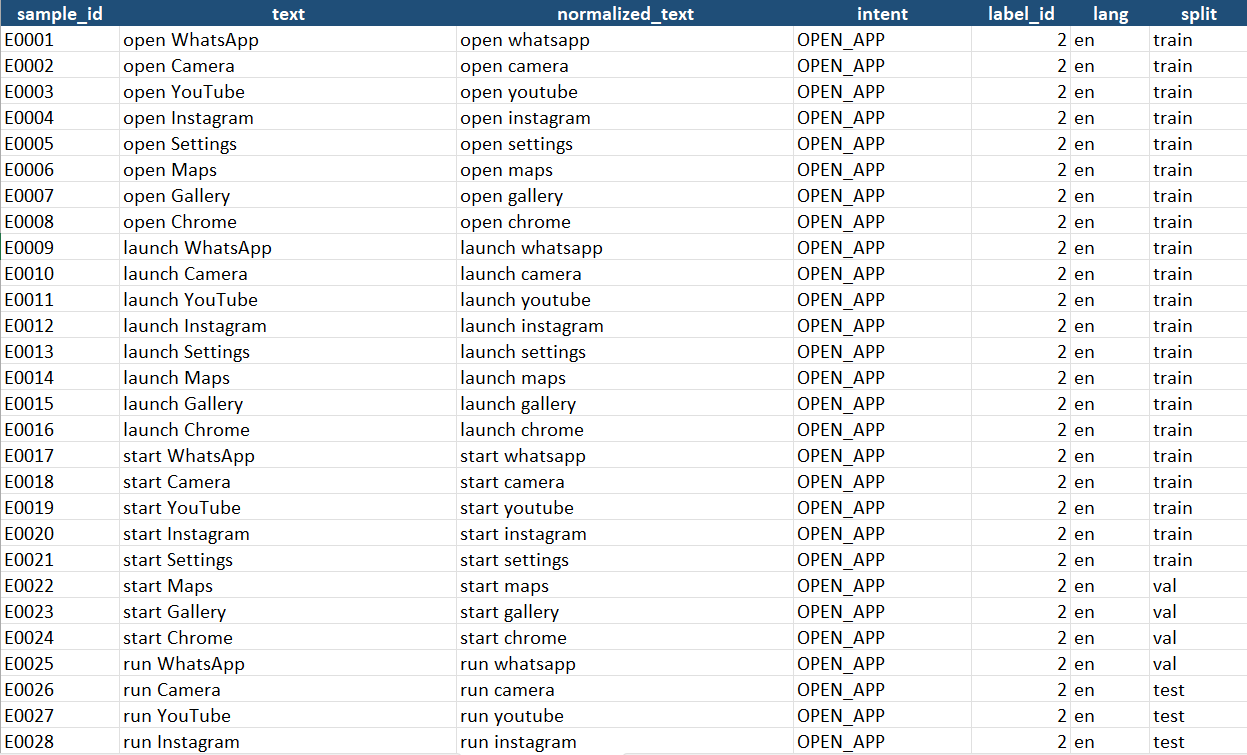 sample_id text normalized_text intent label_id lang split
E0001 open WhatsApp open whatsapp OPEN_APP 2 en train
E0002 open Camera open camera OPEN_APP 2 en train
E0003 open YouTube open youtube OPEN_APP 2 en train
E0004 open Instagram open instagram OPEN_APP 2 en train
E0005 open Settings open settings OPEN_APP 2 en train
E0006 open Maps open maps OPEN_APP 2 en train
E0007 open Gallery open gallery OPEN_APP 2 en train
E0008 open Chrome open chrome OPEN_APP 2 en train
E0009 launch WhatsApp launch whatsapp OPEN_APP 2 en train
E0010 launch Camera launch camera OPEN_APP 2 en train
E0011 launch YouTube launch youtube OPEN_APP 2 en train
E0012 launch Instagram launch instagram OPEN_APP 2 en train
E0013 launch Settings launch settings OPEN_APP 2 en train
E0014 launch Maps launch maps OPEN_APP 2 en train
E0015 launch Gallery launch gallery OPEN_APP 2 en train
E0016 launch Chrome launch chrome OPEN_APP 2 en train
E0017 start WhatsApp start whatsapp OPEN_APP 2 en train
E0018 start Camera start camera OPEN_APP 2 en train
E0019 start YouTube start youtube OPEN_APP 2 en train
E0020 start Instagram start instagram OPEN_APP 2 en train
E0021 start Settings start settings OPEN_APP 2 en train
E0022 start Maps start maps OPEN_APP 2 en val
E0023 start Gallery start gallery OPEN_APP 2 en val
E0024 start Chrome start chrome OPEN_APP 2 en val
E0025 run WhatsApp run whatsapp OPEN_APP 2 en val
E0026 run Camera run camera OPEN_APP 2 en test
E0027 run YouTube run youtube OPEN_APP 2 en test
E0028 run Instagram run instagram OPEN_APP 2 en test